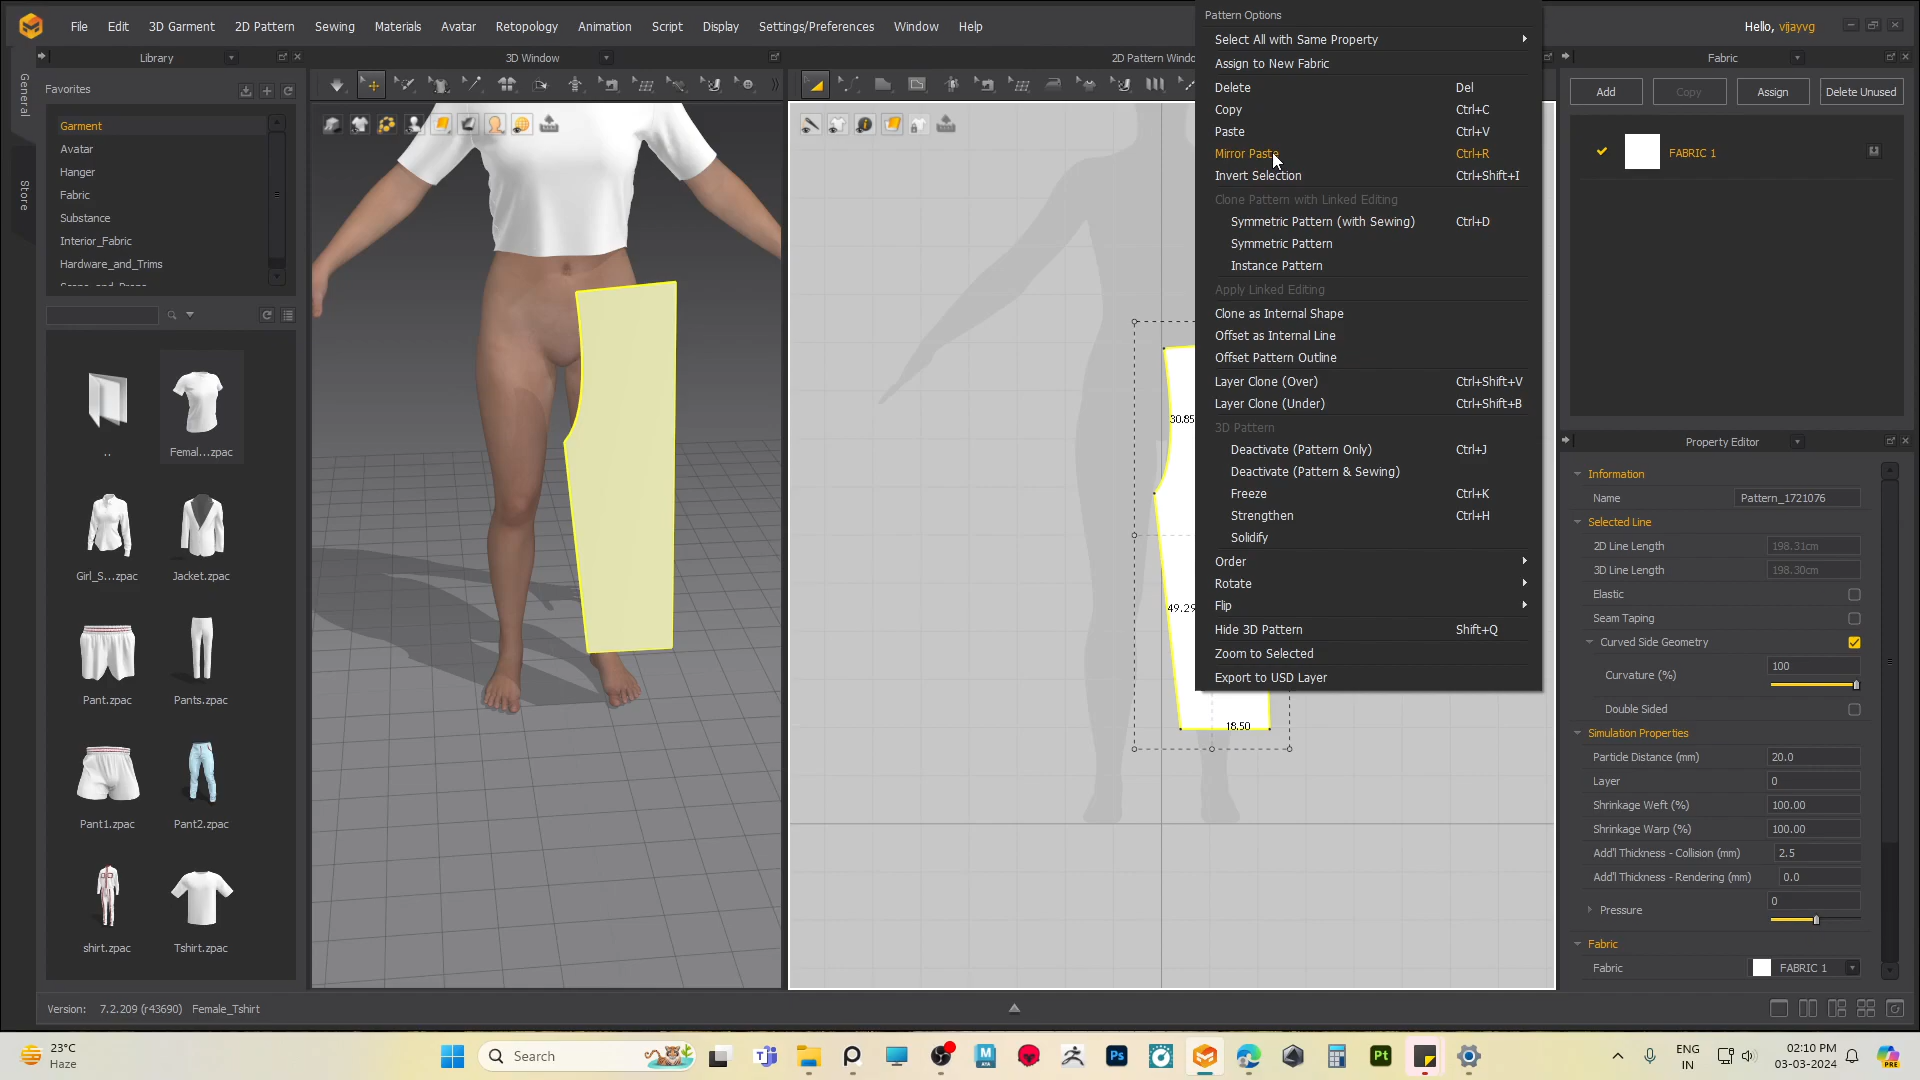 File Edit 3D Garment 2D Pattern Sewing Materials Avatar Retopology Animation Script Display Settings/Preferences Window Help
Hello, vijayvg
Library
3D Window
2D Pattern Windo
Fabric
General
Store
Favorites
Garment
Avatar
Hanger
Fabric
Substance
Interior_Fabric
Hardware_and_Trims
..
Femal...zpac
Girl_S...zpac
Jacket.zpac
Pant.zpac
Pants.zpac
Pant1.zpac
Pant2.zpac
shirt.zpac
Tshirt.zpac
30.85
49.29
18.50
Pattern Options
Select All with Same Property
Assign to New Fabric
Delete Del
Copy Ctrl+C
Paste Ctrl+V
Mirror Paste Ctrl+R
Invert Selection Ctrl+Shift+I
Clone Pattern with Linked Editing
Symmetric Pattern (with Sewing) Ctrl+D
Symmetric Pattern
Instance Pattern
Apply Linked Editing
Clone as Internal Shape
Offset as Internal Line
Offset Pattern Outline
Layer Clone (Over) Ctrl+Shift+V
Layer Clone (Under) Ctrl+Shift+B
3D Pattern
Deactivate (Pattern Only) Ctrl+J
Deactivate (Pattern & Sewing)
Freeze Ctrl+K
Strengthen Ctrl+H
Solidify
Order
Rotate
Flip
Hide 3D Pattern Shift+Q
Zoom to Selected
Export to USD Layer
Add Copy Assign Delete Unused
FABRIC 1
Property Editor
Information
Name Pattern_1721076
Selected Line
2D Line Length 198.31cm
3D Line Length 198.30cm
Elastic
Seam Taping
Curved Side Geometry
Curvature (%) 100
Double Sided
Simulation Properties
Particle Distance (mm) 20.0
Layer 0
Shrinkage Weft (%) 100.00
Shrinkage Warp (%) 100.00
Add'l Thickness - Collision (mm) 2.5
Add'l Thickness - Rendering (mm) 0.0
Pressure 0
Fabric
Fabric FABRIC 1
Version: 7.2.209 (r43690) Female_Tshirt
23°C
Haze
Search
M
AYA
Ps
Pt
ENG
IN
02:10 PM
03-03-2024
PRE